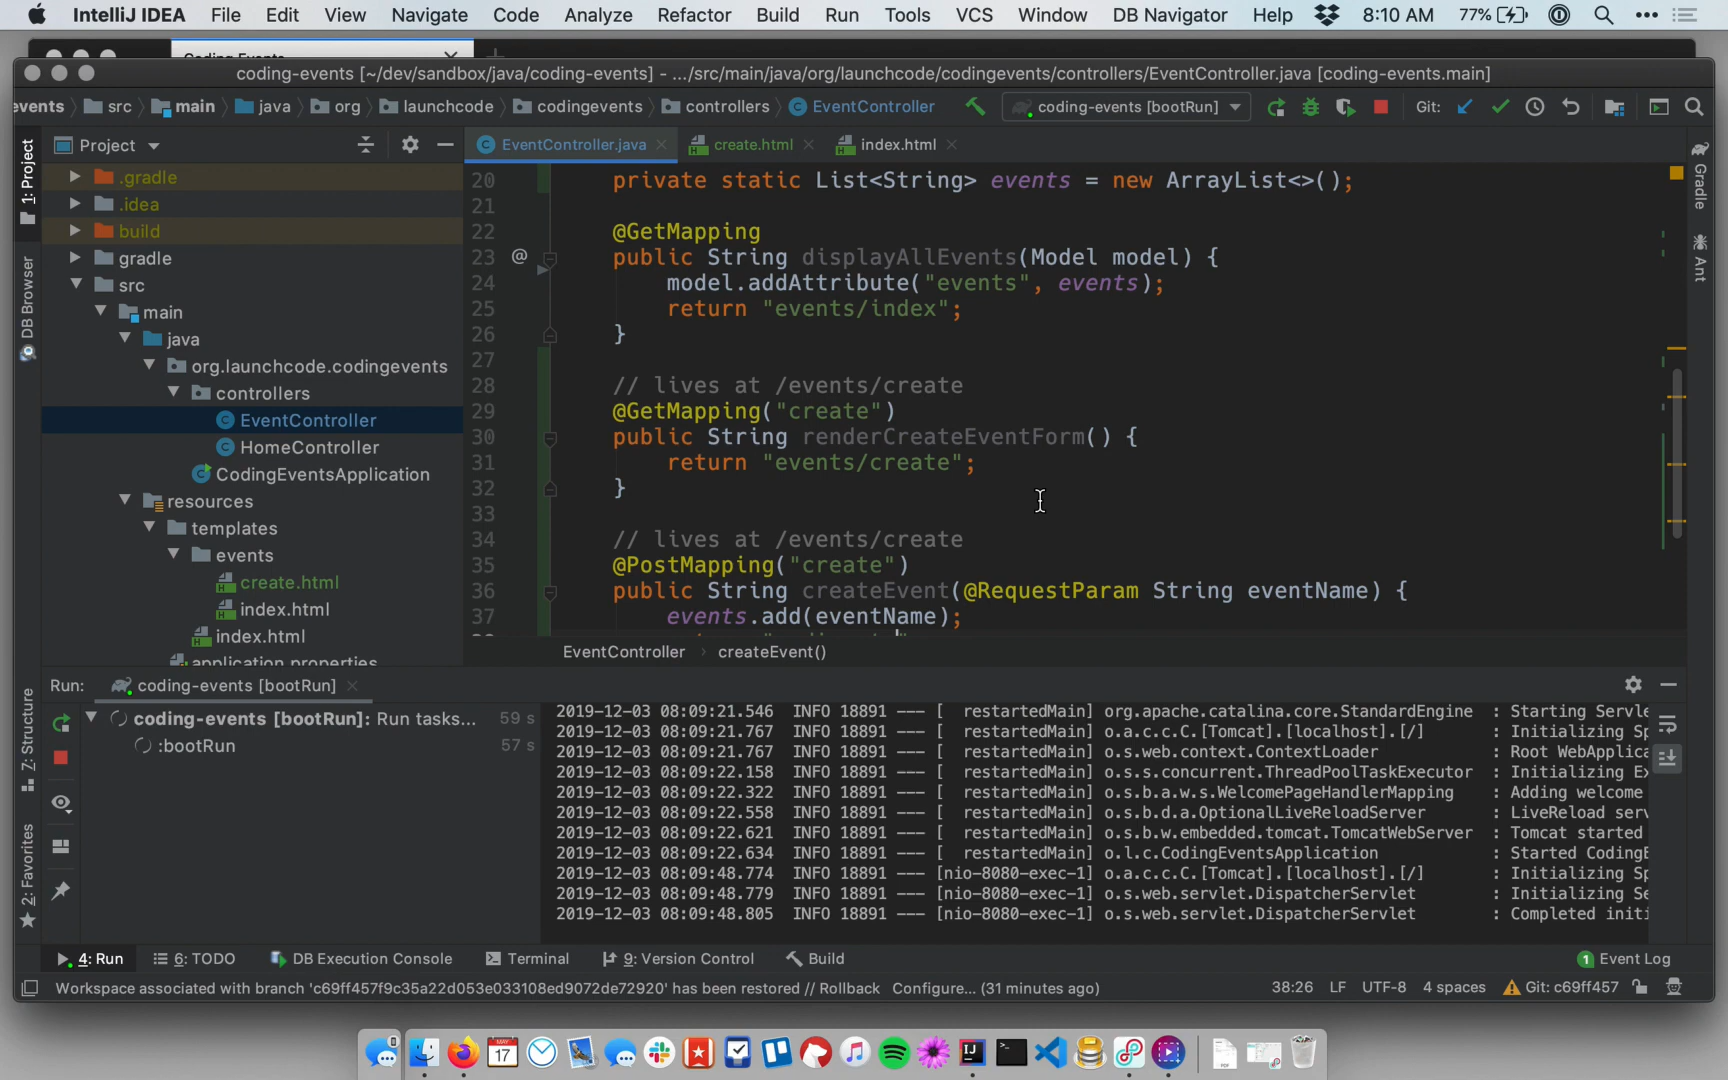 IntelliJ IDEA File Edit View Navigate Code Analyze Refactor Build Run Tools VCS Window DB Navigator Help 8:10 AM 77%
coding-events [~/dev/sandbox/java/coding-events] - .../src/main/java/org/launchcode/codingevents/controllers/EventController.java [coding-events.main]
events src main java org launchcode codingevents controllers EventController coding-events [bootRun] Git:
Project
EventController.java create.html index.html
1: Project
DB Browser
7: Structure
2: Favorites
Gradle
Ant
.gradle
.idea
build
gradle
src
main
java
org.launchcode.codingevents
controllers
EventController
HomeController
CodingEventsApplication
resources
templates
events
create.html
index.html
index.html
application.properties
20 private static List<String> events = new ArrayList<>();
21
22 @GetMapping
23 public String displayAllEvents(Model model) {
24 model.addAttribute("events", events);
25 return "events/index";
26 }
27
28 // lives at /events/create
29 @GetMapping("create")
30 public String renderCreateEventForm() {
31 return "events/create";
32 }
33
34 // lives at /events/create
35 @PostMapping("create")
36 public String createEvent(@RequestParam String eventName) {
37 events.add(eventName);
EventController › createEvent()
Run: coding-events [bootRun]
coding-events [bootRun]: Run tasks... 59 s
:bootRun 57 s
2019-12-03 08:09:21.546 INFO 18891 --- [ restartedMain] org.apache.catalina.core.StandardEngine : Starting Servle
2019-12-03 08:09:21.767 INFO 18891 --- [ restartedMain] o.a.c.c.C.[Tomcat].[localhost].[/] : Initializing Sp
2019-12-03 08:09:21.767 INFO 18891 --- [ restartedMain] o.s.web.context.ContextLoader : Root WebApplica
2019-12-03 08:09:22.158 INFO 18891 --- [ restartedMain] o.s.s.concurrent.ThreadPoolTaskExecutor : Initializing Ex
2019-12-03 08:09:22.322 INFO 18891 --- [ restartedMain] o.s.b.a.w.s.WelcomePageHandlerMapping : Adding welcome
2019-12-03 08:09:22.558 INFO 18891 --- [ restartedMain] o.s.b.d.a.OptionalLiveReloadServer : LiveReload serv
2019-12-03 08:09:22.621 INFO 18891 --- [ restartedMain] o.s.b.w.embedded.tomcat.TomcatWebServer : Tomcat started
2019-12-03 08:09:22.634 INFO 18891 --- [ restartedMain] o.l.c.CodingEventsApplication : Started CodingE
2019-12-03 08:09:48.774 INFO 18891 --- [nio-8080-exec-1] o.a.c.c.C.[Tomcat].[localhost].[/] : Initializing Sp
2019-12-03 08:09:48.779 INFO 18891 --- [nio-8080-exec-1] o.s.web.servlet.DispatcherServlet : Initializing Se
2019-12-03 08:09:48.805 INFO 18891 --- [nio-8080-exec-1] o.s.web.servlet.DispatcherServlet : Completed initi
4: Run 6: TODO DB Execution Console Terminal 9: Version Control Build 1 Event Log
Workspace associated with branch 'c69ff457f9c35a22d053e033108ed9072de72920' has been restored // Rollback Configure... (31 minutes ago) 38:26 LF UTF-8 4 spaces Git: c69ff457
MAY
17